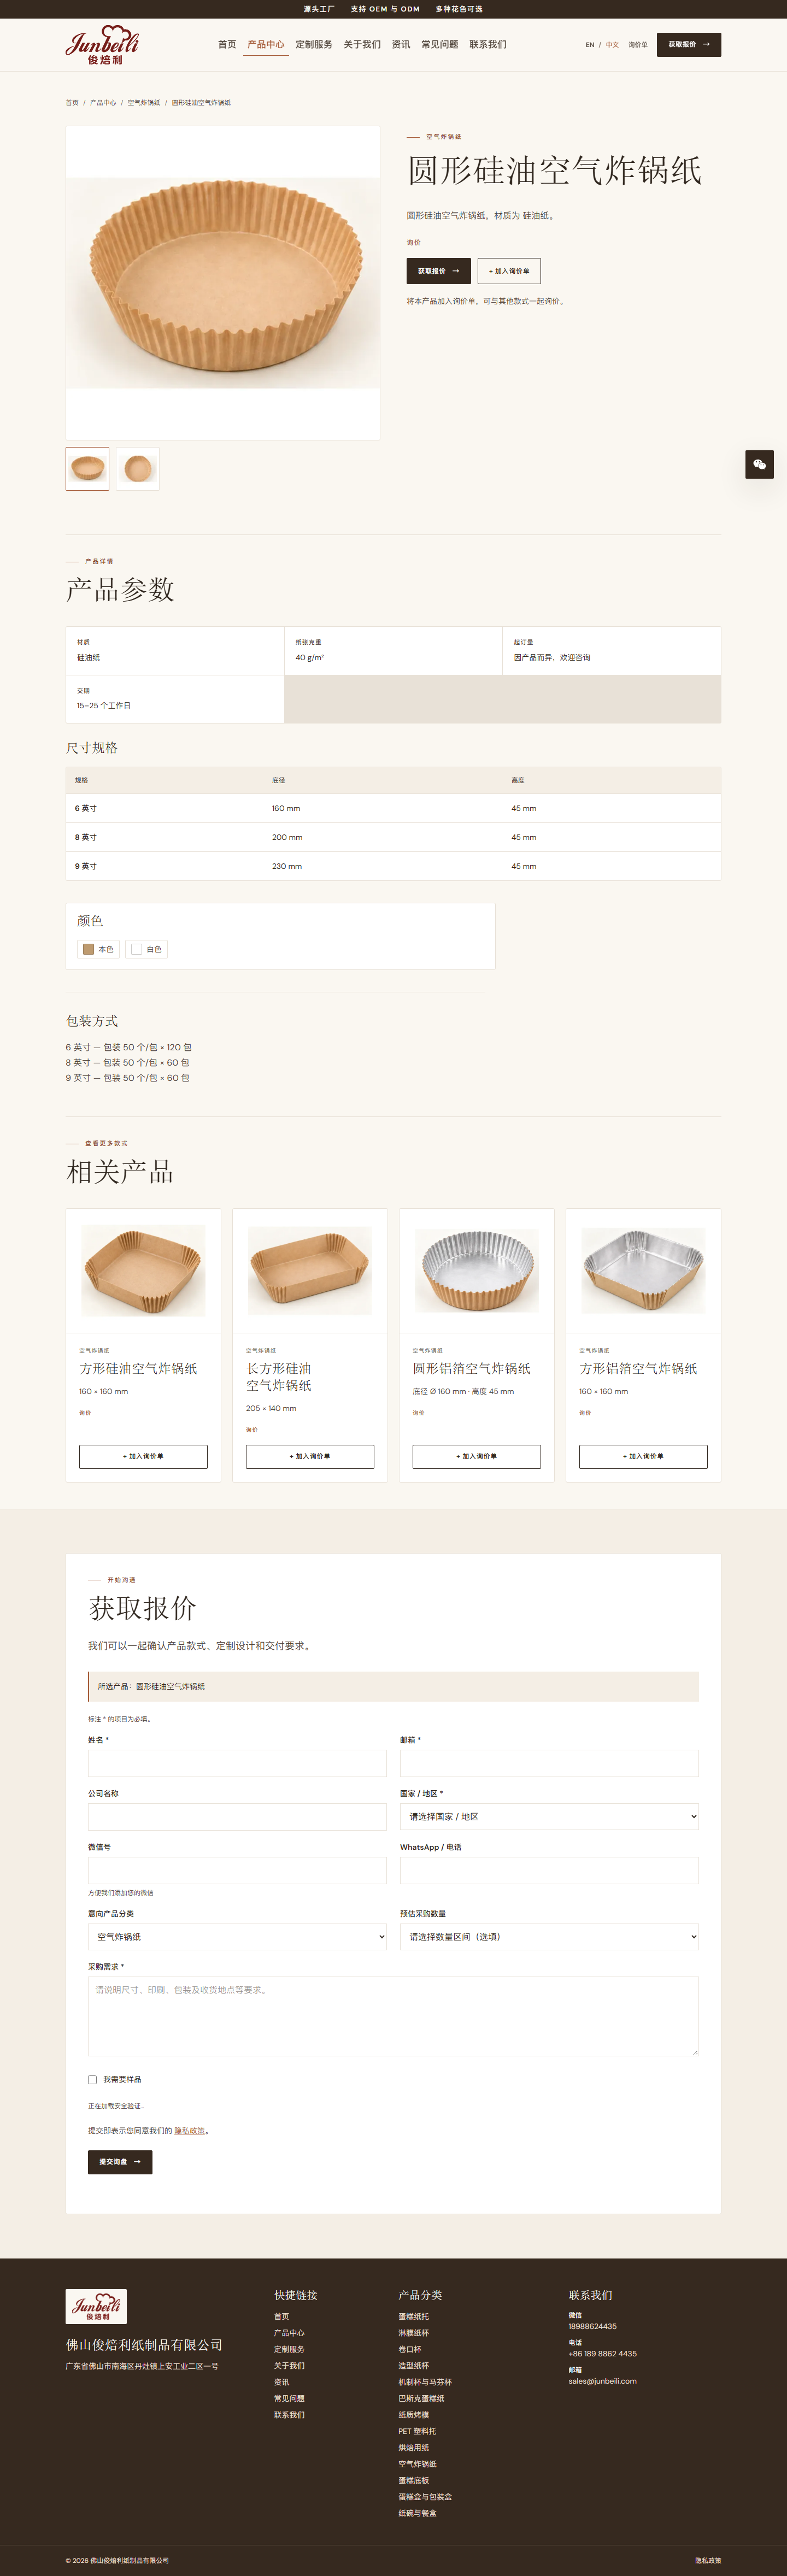 源头工厂 支持 OEM 与 ODM 多种花色可选
Junbeili
俊焙利
首页 产品中心 定制服务 关于我们 资讯 常见问题 联系我们
EN / 中文 询价单 获取报价 →
首页 / 产品中心 / 空气炸锅纸 / 圆形硅油空气炸锅纸
空气炸锅纸
圆形硅油空气炸锅纸
圆形硅油空气炸锅纸，材质为 硅油纸。
询价
获取报价 → + 加入询价单
将本产品加入询价单，可与其他款式一起询价。
产品详情
产品参数
材质 纸张克重 起订量
硅油纸 40 g/m² 因产品而异，欢迎咨询
交期
15–25 个工作日
尺寸规格
规格 底径 高度
6 英寸 160 mm 45 mm
8 英寸 200 mm 45 mm
9 英寸 230 mm 45 mm
颜色
本色 白色
包装方式
6 英寸 — 包装 50 个/包 × 120 包
8 英寸 — 包装 50 个/包 × 60 包
9 英寸 — 包装 50 个/包 × 60 包
查看更多款式
相关产品
空气炸锅纸
方形硅油空气炸锅纸
160 × 160 mm
询价
+ 加入询价单
空气炸锅纸
长方形硅油
空气炸锅纸
205 × 140 mm
询价
+ 加入询价单
空气炸锅纸
圆形铝箔空气炸锅纸
底径 Ø 160 mm · 高度 45 mm
询价
+ 加入询价单
空气炸锅纸
方形铝箔空气炸锅纸
160 × 160 mm
询价
+ 加入询价单
开始沟通
获取报价
我们可以一起确认产品款式、定制设计和交付要求。
所选产品：圆形硅油空气炸锅纸
标注 * 的项目为必填。
姓名 * 邮箱 *
公司名称 国家 / 地区 *
请选择国家 / 地区
微信号 WhatsApp / 电话
方便我们添加您的微信
意向产品分类 预估采购数量
空气炸锅纸 请选择数量区间（选填）
采购需求 *
请说明尺寸、印刷、包装及收货地点等要求。
我需要样品
正在加载安全验证…
提交即表示您同意我们的 隐私政策。
提交询盘 →
Junbeili
俊焙利
佛山俊焙利纸制品有限公司
广东省佛山市南海区丹灶镇上安工业二区一号
快捷链接
首页
产品中心
定制服务
关于我们
资讯
常见问题
联系我们
产品分类
蛋糕纸托
淋膜纸杯
卷口杯
造型纸杯
机制杯与马芬杯
巴斯克蛋糕纸
纸质烤模
PET 塑料托
烘焙用纸
空气炸锅纸
蛋糕底板
蛋糕盒与包装盒
纸碗与餐盒
联系我们
微信
18988624435
电话
+86 189 8862 4435
邮箱
sales@junbeili.com
© 2026 佛山俊焙利纸制品有限公司 隐私政策